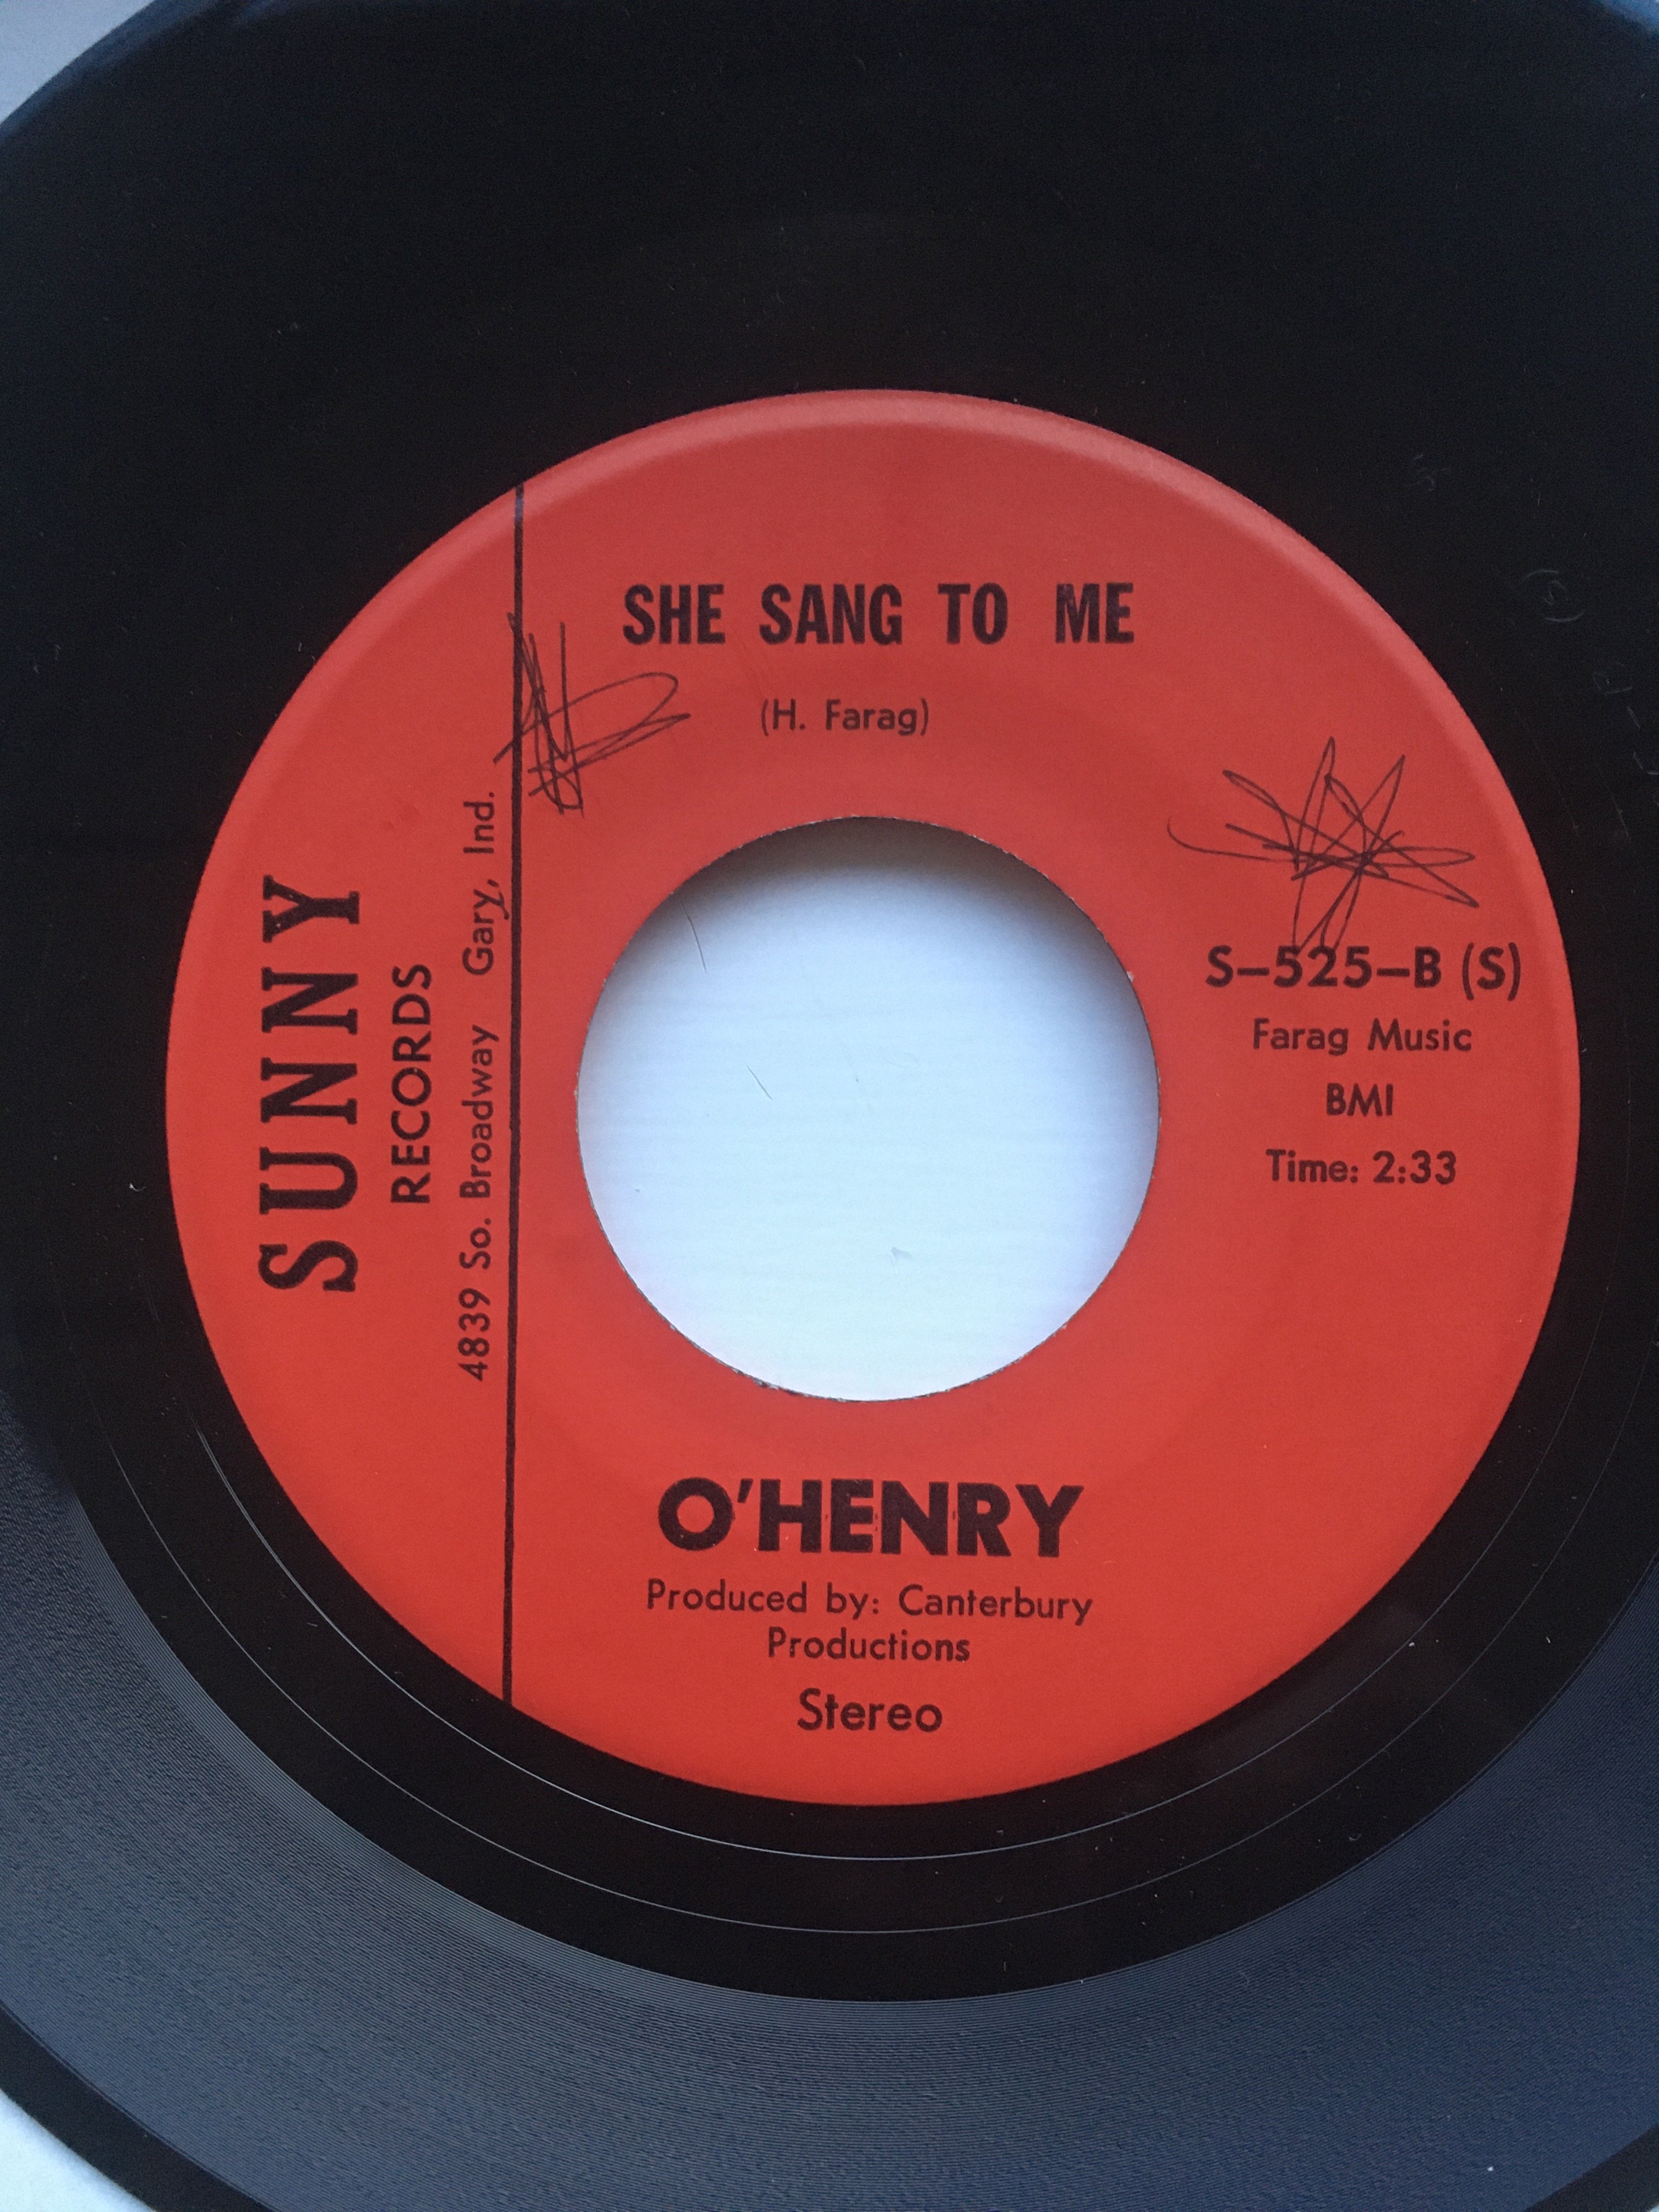 SHE SANG TO ME
(H. Farag)
SUNNY
RECORDS
4839 So. Broadway Gary, Ind.
S-525-B (S)
Farag Music
BMI
Time: 2:33
O'HENRY
Produced by: Canterbury
Productions
Stereo